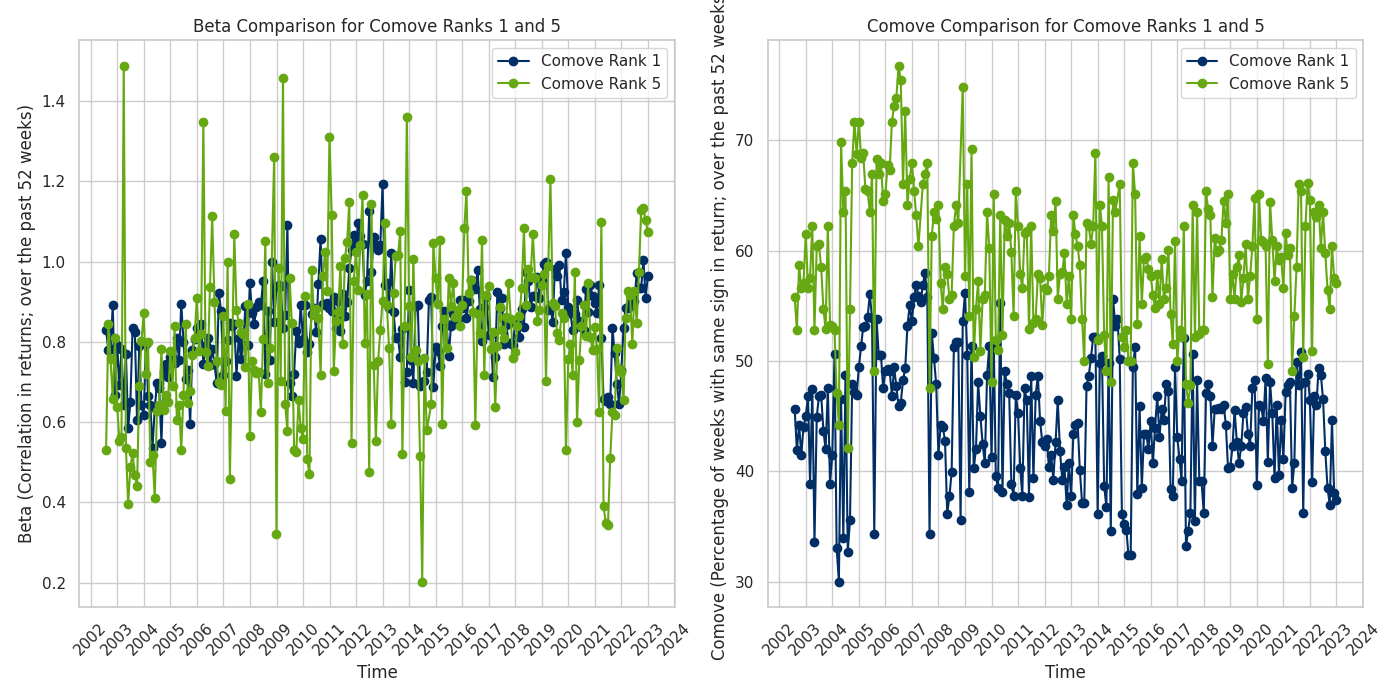 Beta Comparison for Comove Ranks 1 and 5
Beta (Correlation in returns; over the past 52 weeks)
1.4
1.2
1.0
0.8
0.6
0.4
0.2
Comove Rank 1
Comove Rank 5
2002 2003 2004 2005 2006 2007 2008 2009 2010 2011 2012 2013 2014 2015 2016 2017 2018 2019 2020 2021 2022 2023 2024
Time
Comove Comparison for Comove Ranks 1 and 5
Comove (Percentage of weeks with same sign in return; over the past 52 weeks
70
60
50
40
30
Comove Rank 1
Comove Rank 5
2002 2003 2004 2005 2006 2007 2008 2009 2010 2011 2012 2013 2014 2015 2016 2017 2018 2019 2020 2021 2022 2023 2024
Time